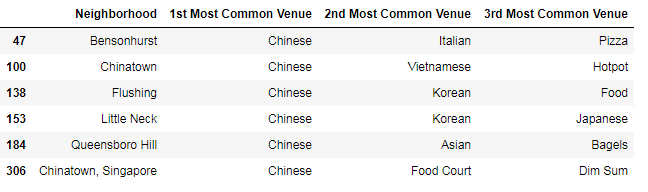 Neighborhood 1st Most Common Venue 2nd Most Common Venue 3rd Most Common Venue
47 Bensonhurst Chinese Italian Pizza
100 Chinatown Chinese Vietnamese Hotpot
138 Flushing Chinese Korean Food
153 Little Neck Chinese Korean Japanese
184 Queensboro Hill Chinese Asian Bagels
306 Chinatown, Singapore Chinese Food Court Dim Sum